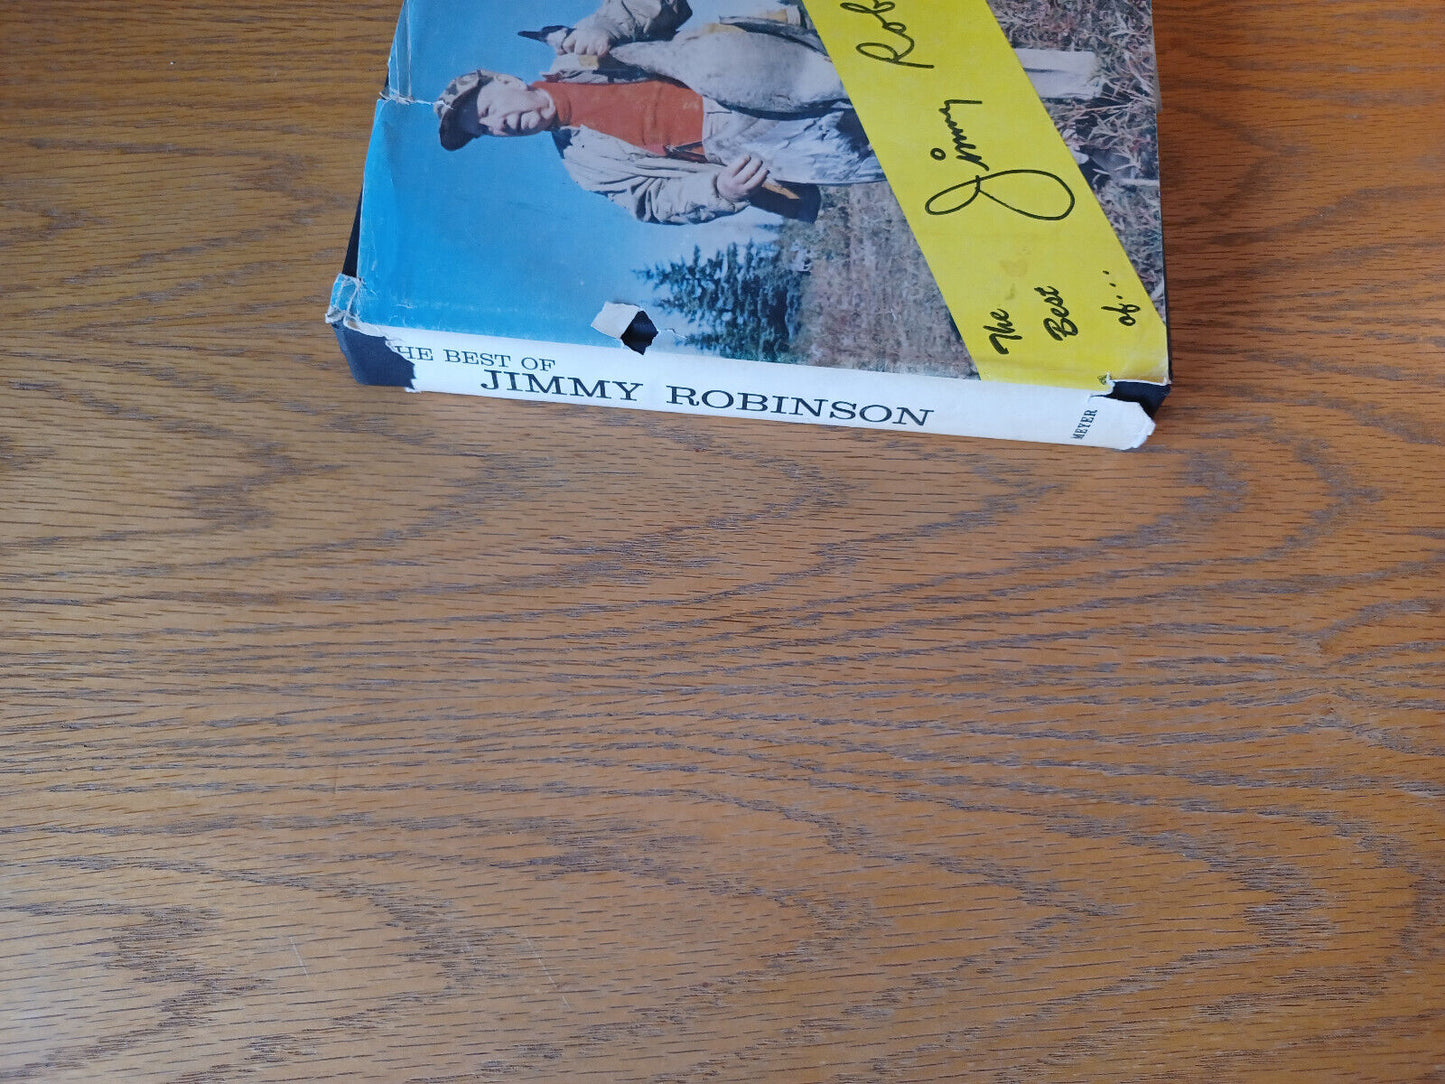 HE BEST OF
JIMMY ROBINSON
MEYER
The
Best
of...
Jimmy Rob